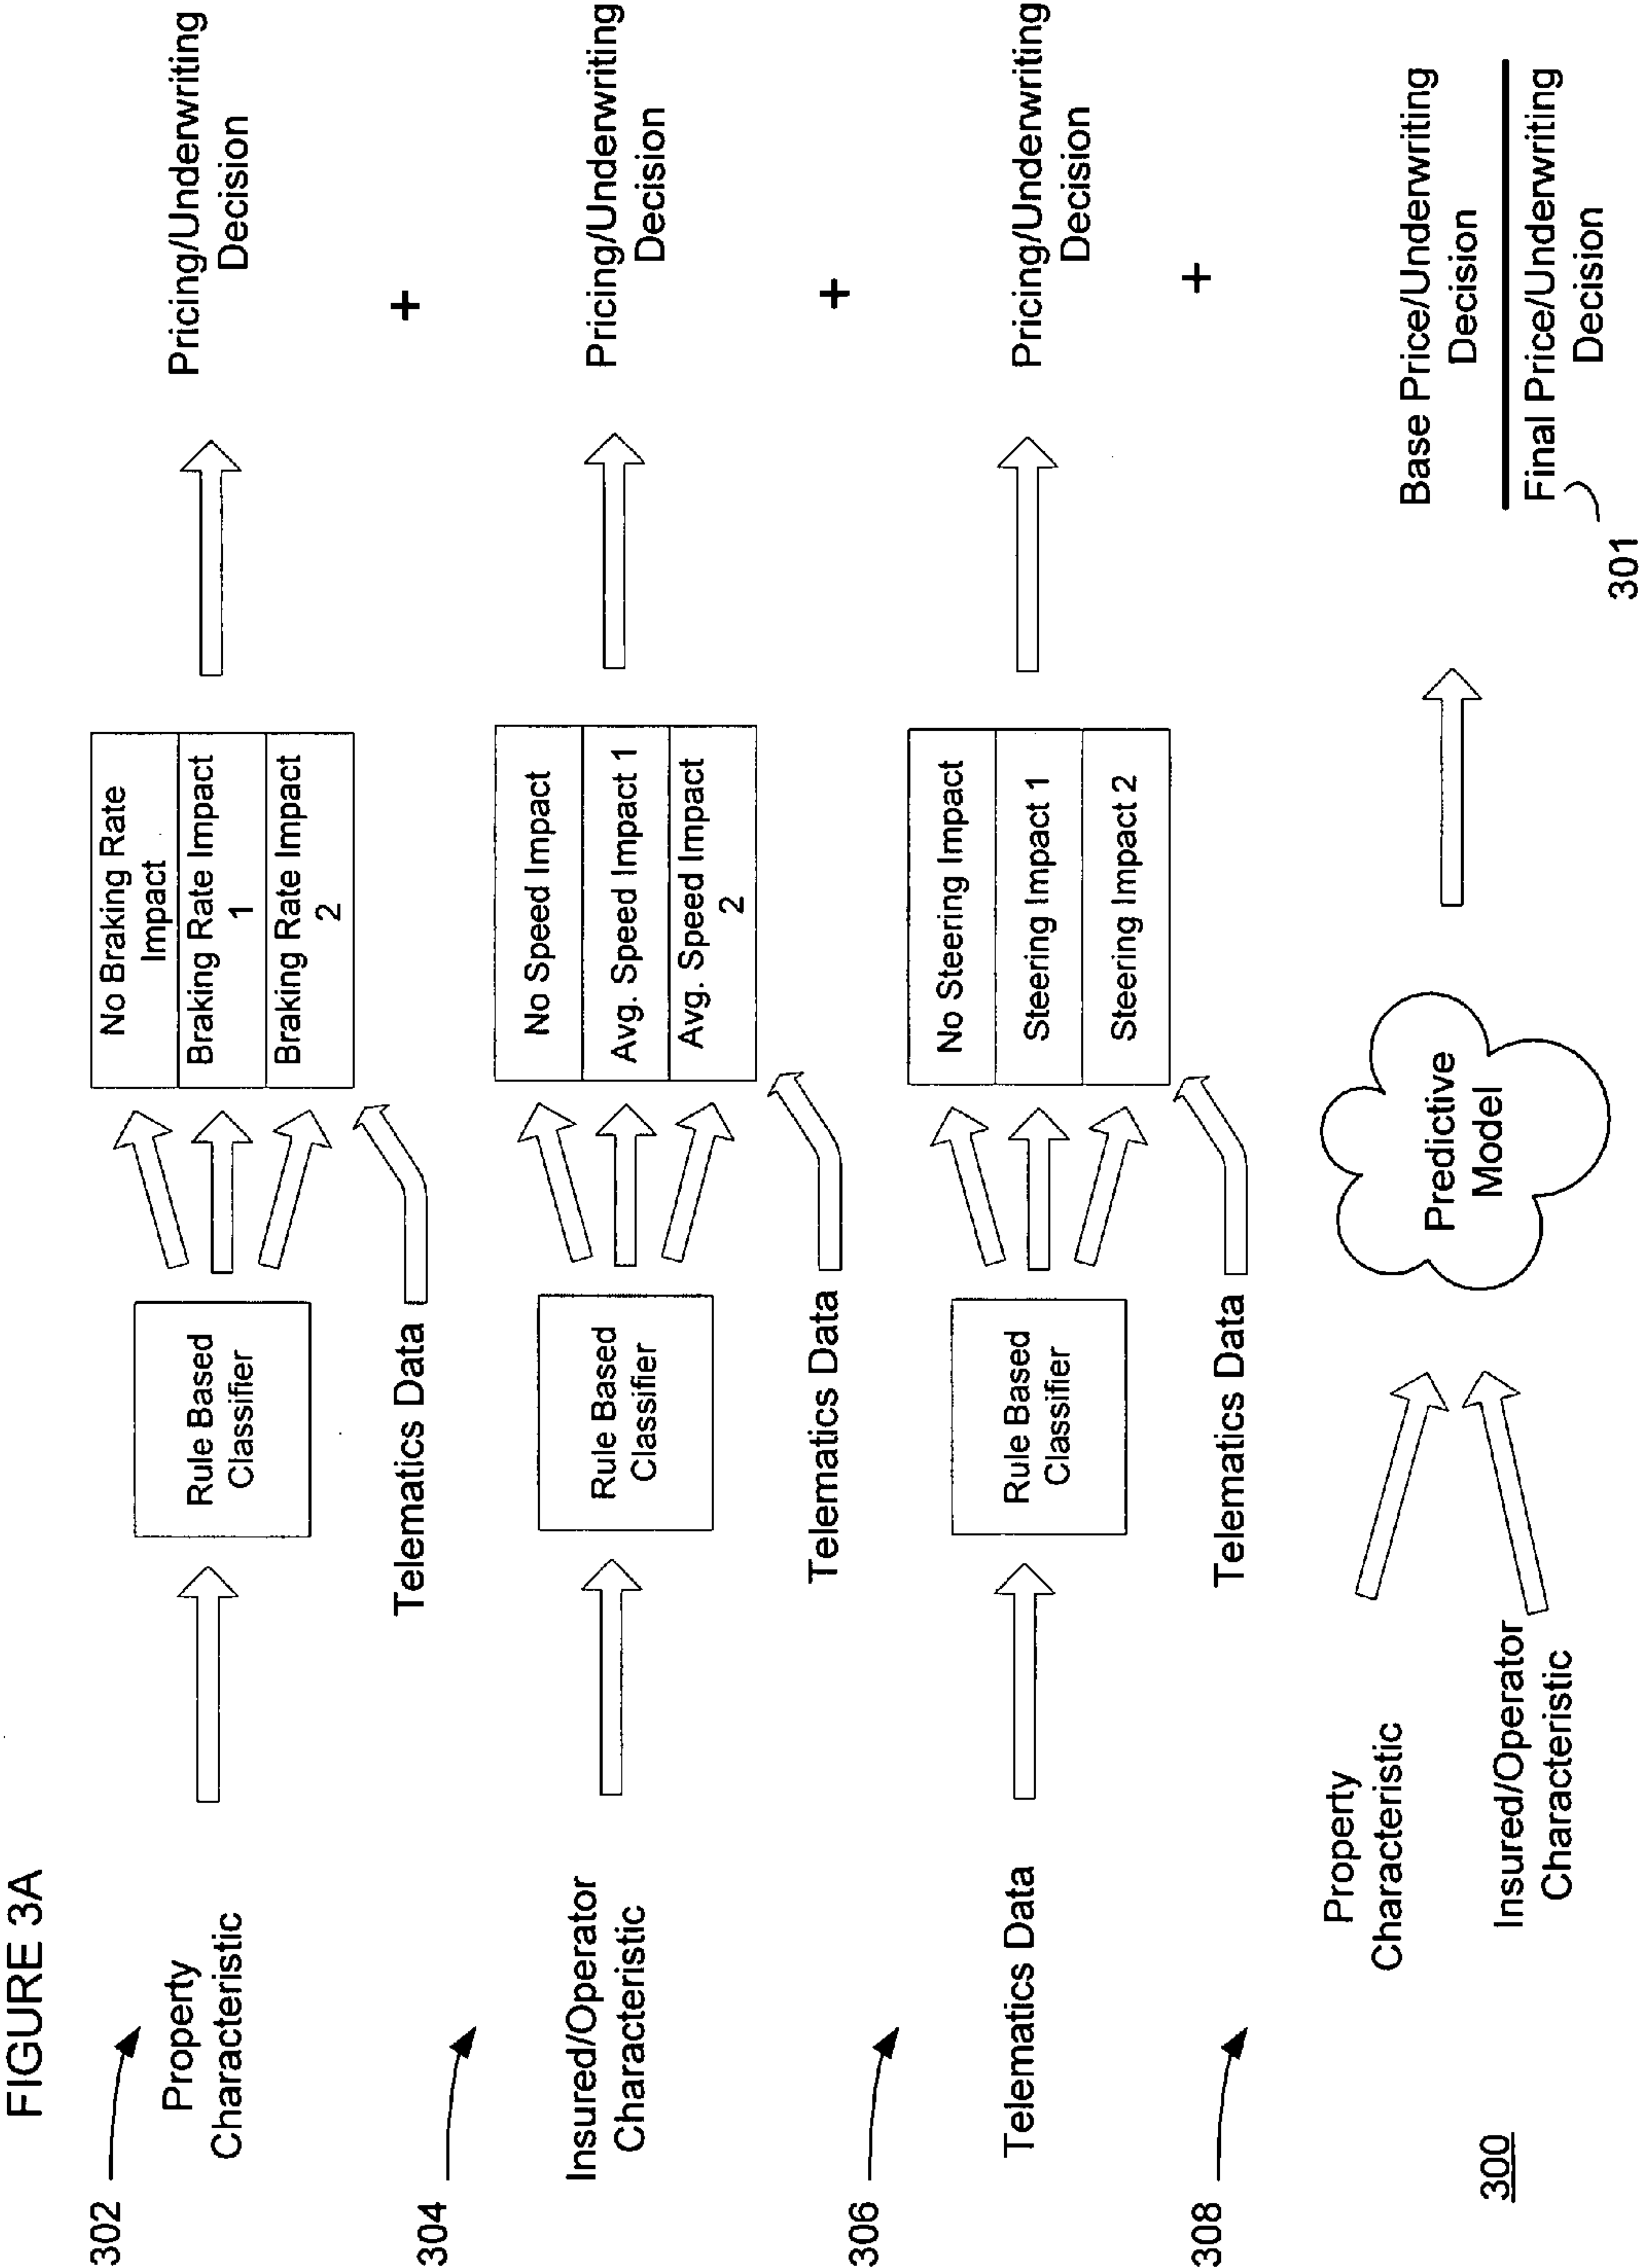 FIGURE 3A
302
Property
Characteristic
Rule Based
Classifier
Telematics Data
No Braking Rate
Impact
Braking Rate Impact
1
Braking Rate Impact
2
Pricing/Underwriting
Decision
+
304
Insured/Operator
Characteristic
Rule Based
Classifier
Telematics Data
No Speed Impact
Avg. Speed Impact 1
Avg. Speed Impact
2
Pricing/Underwriting
Decision
+
306
Telematics Data
Rule Based
Classifier
Telematics Data
No Steering Impact
Steering Impact 1
Steering Impact 2
Pricing/Underwriting
Decision
+
308
Property
Characteristic
Insured/Operator
Characteristic
Predictive
Model
Base Price/Underwriting
Decision
Final Price/Underwriting
Decision
301
300